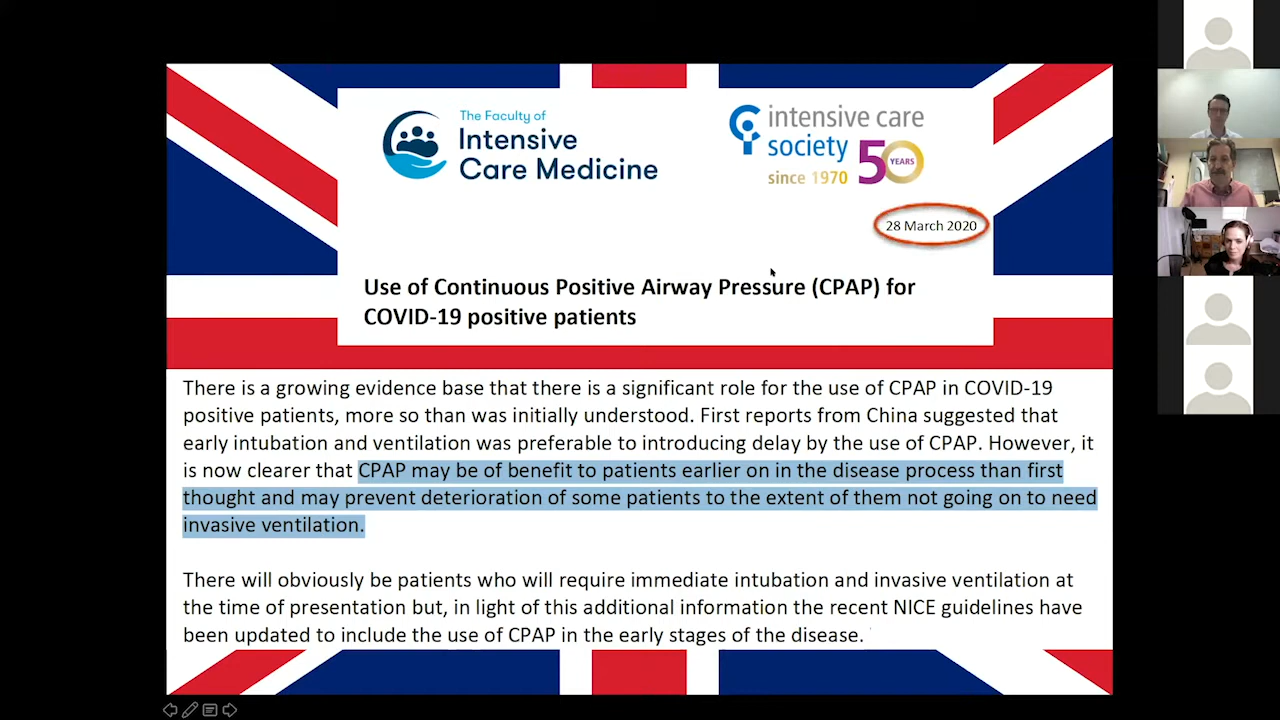 The Faculty of
Intensive
Care Medicine
intensive care
society 50 YEARS
since 1970
28 March 2020
Use of Continuous Positive Airway Pressure (CPAP) for
COVID-19 positive patients
There is a growing evidence base that there is a significant role for the use of CPAP in COVID-19
positive patients, more so than was initially understood. First reports from China suggested that
early intubation and ventilation was preferable to introducing delay by the use of CPAP. However, it
is now clearer that CPAP may be of benefit to patients earlier on in the disease process than first
thought and may prevent deterioration of some patients to the extent of them not going on to need
invasive ventilation.
There will obviously be patients who will require immediate intubation and invasive ventilation at
the time of presentation but, in light of this additional information the recent NICE guidelines have
been updated to include the use of CPAP in the early stages of the disease.